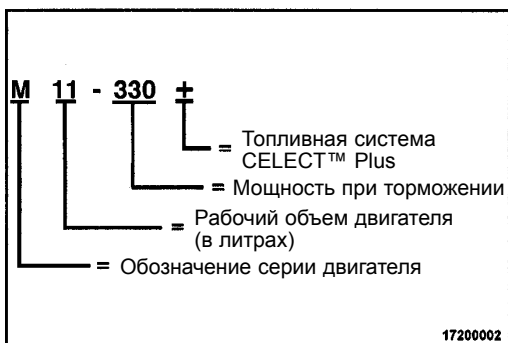 M 11 - 330 +
= Топливная система
CELECT™ Plus
= Мощность при торможении
= Рабочий объем двигателя
(в литрах)
= Обозначение серии двигателя
17200002